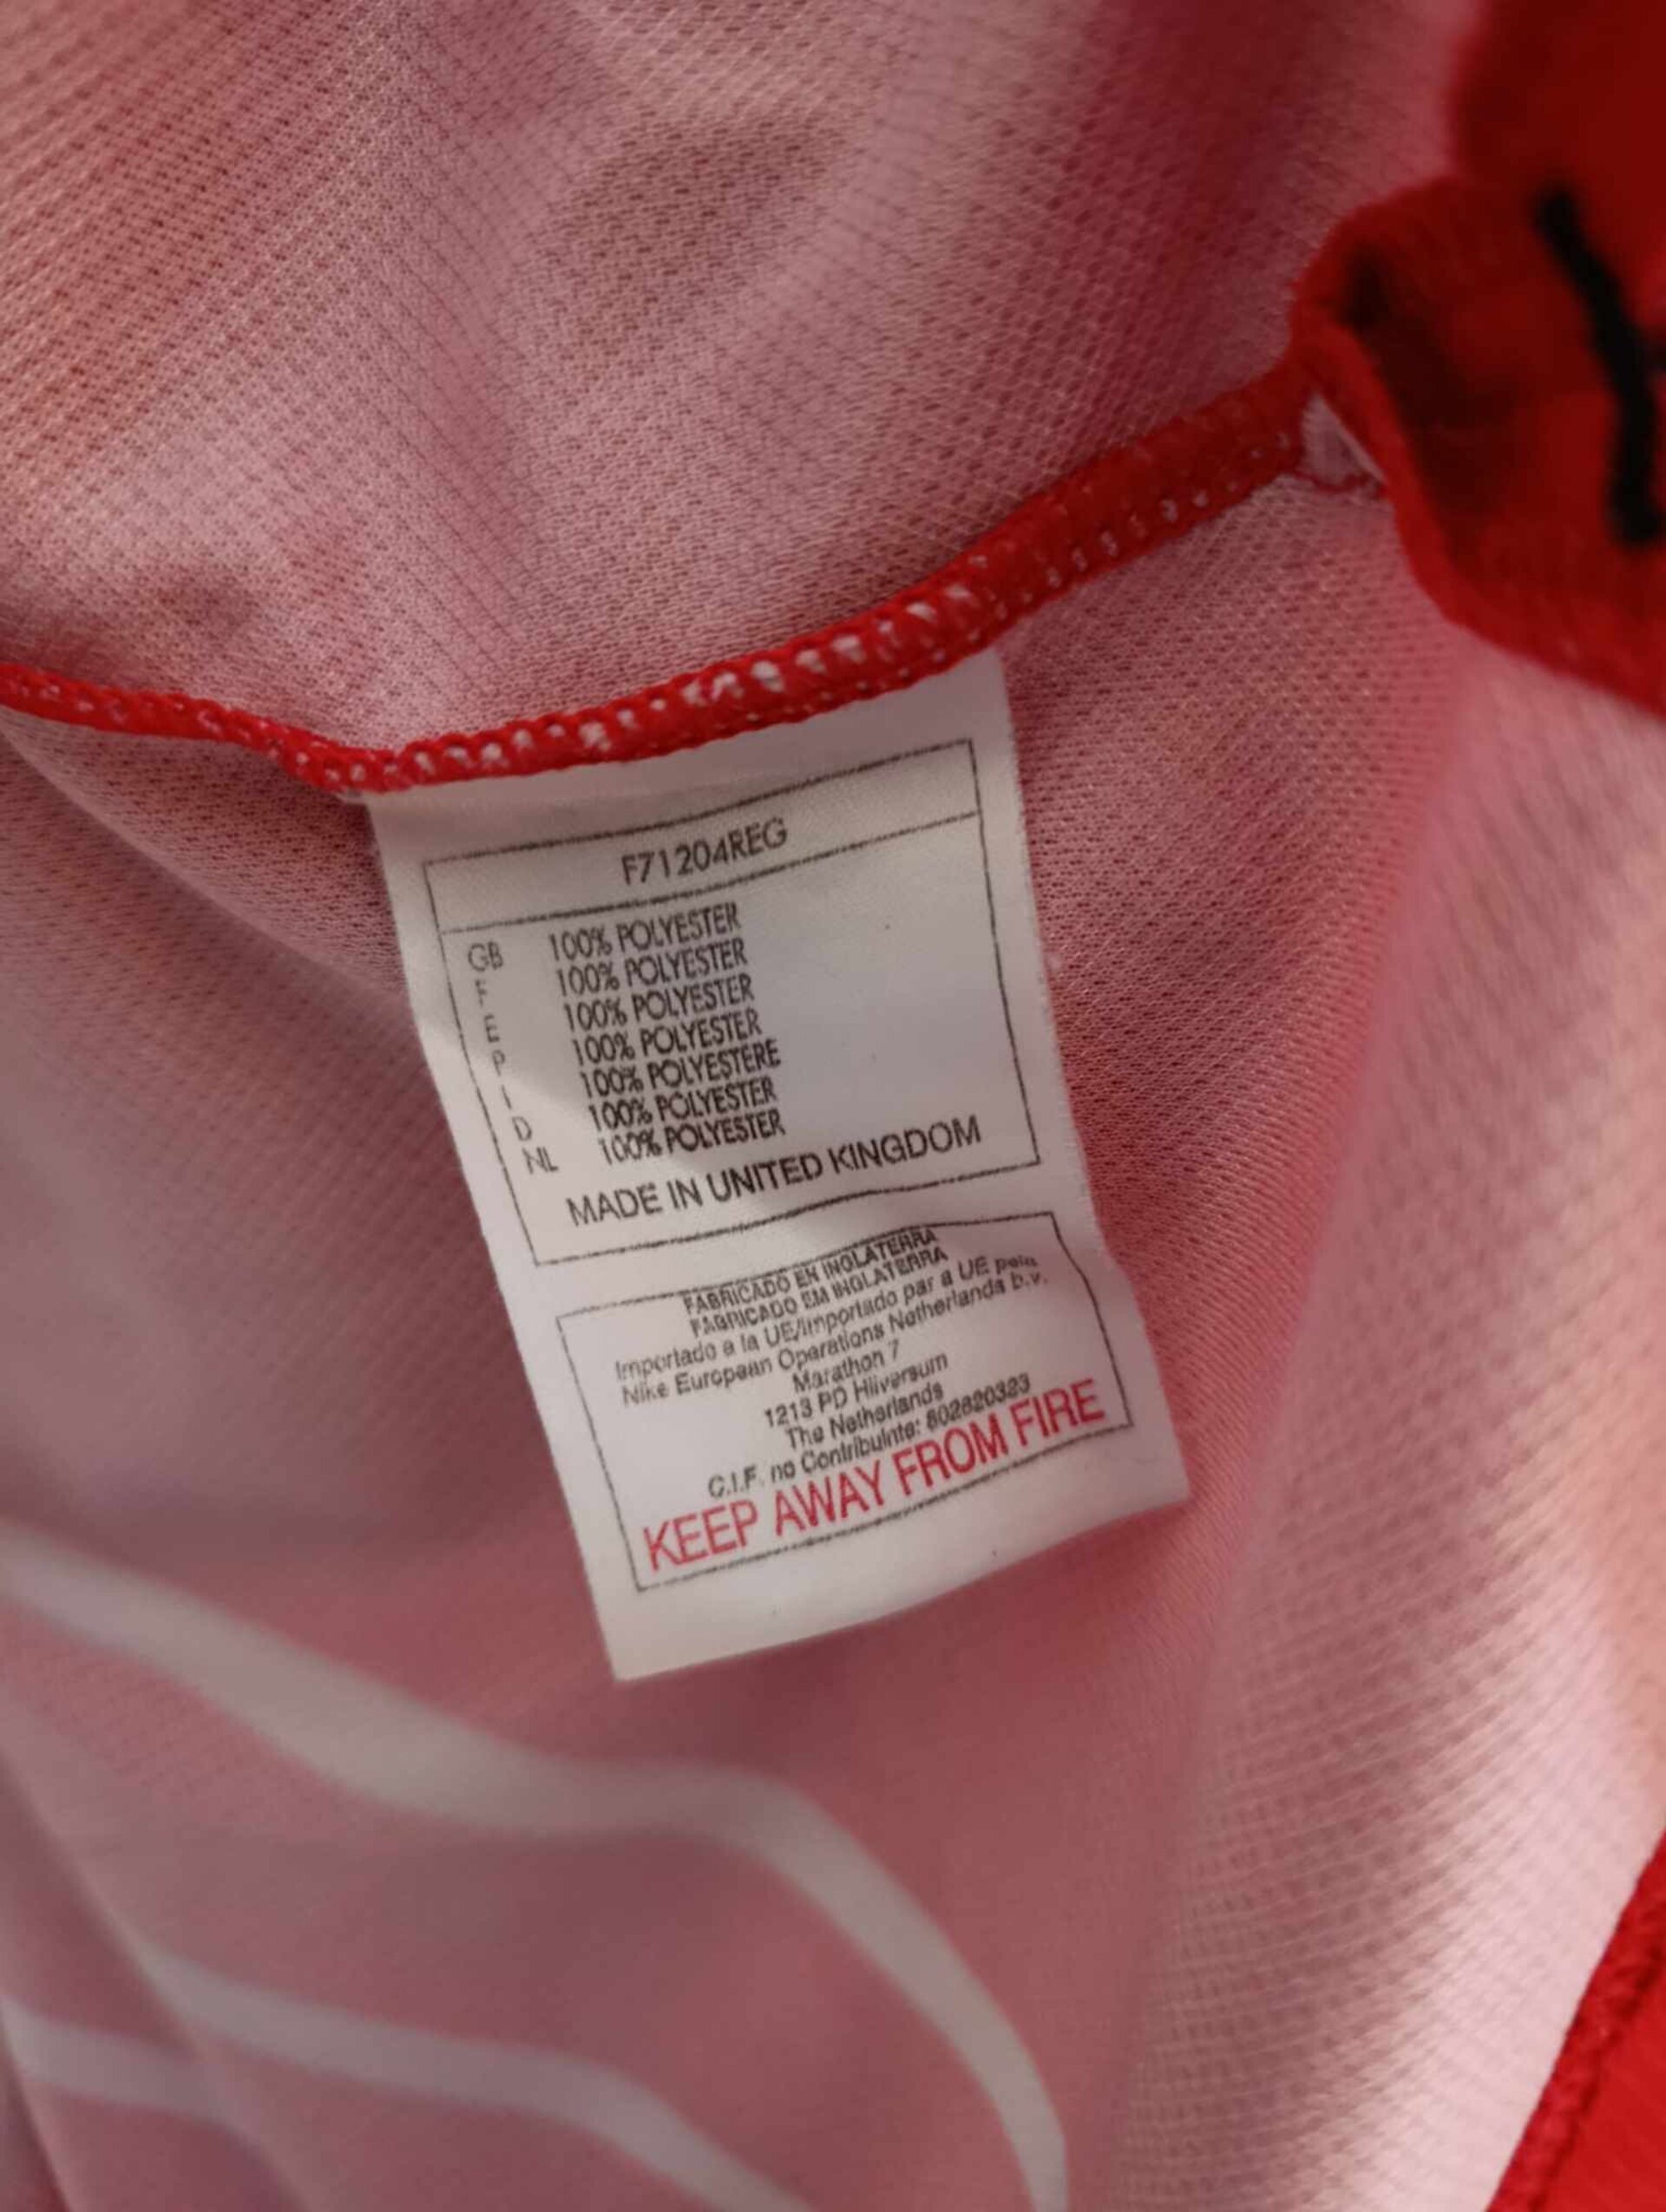 F71204REG
GB 100% POLYESTER
F 100% POLYESTER
E 100% POLYESTER
P 100% POLYESTER
I 100% POLYESTERE
D 100% POLYESTER
NL 100% POLYESTER
MADE IN UNITED KINGDOM
FABRICADO EN INGLATERRA
FABRICADO EM INGLATERRA
Importado a la UE/Importado par a UE pela
Nike European Operations Netherlands b.v.
Marathon 7
1213 PD Hilversum
The Netherlands
C.I.F. no Contribuinte: 802820323
KEEP AWAY FROM FIRE